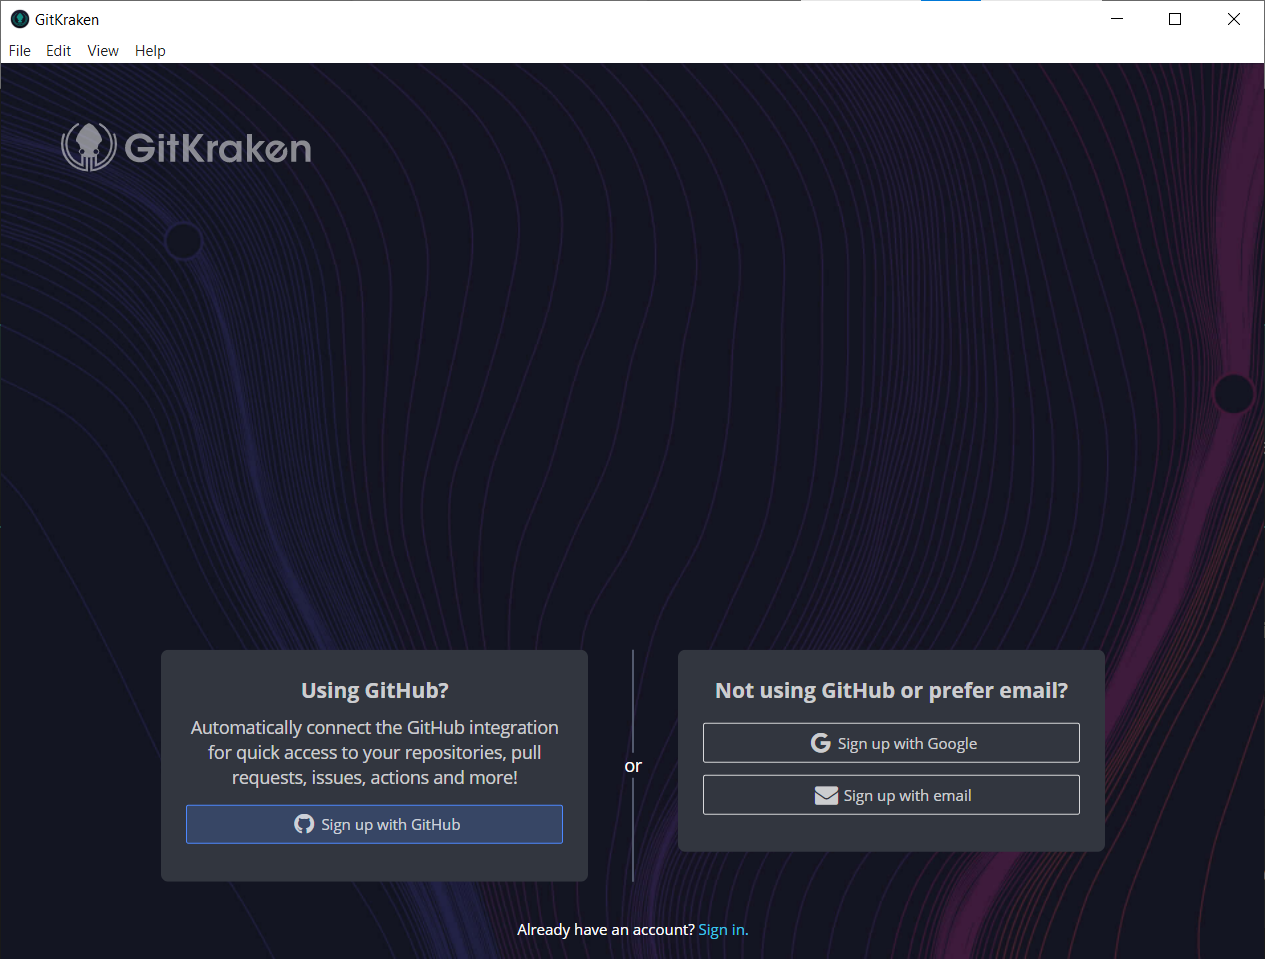 GitKraken
File Edit View Help
GitKraken
Using GitHub?
Automatically connect the GitHub integration
for quick access to your repositories, pull
requests, issues, actions and more!
Sign up with GitHub
or
Not using GitHub or prefer email?
Sign up with Google
Sign up with email
Already have an account? Sign in.